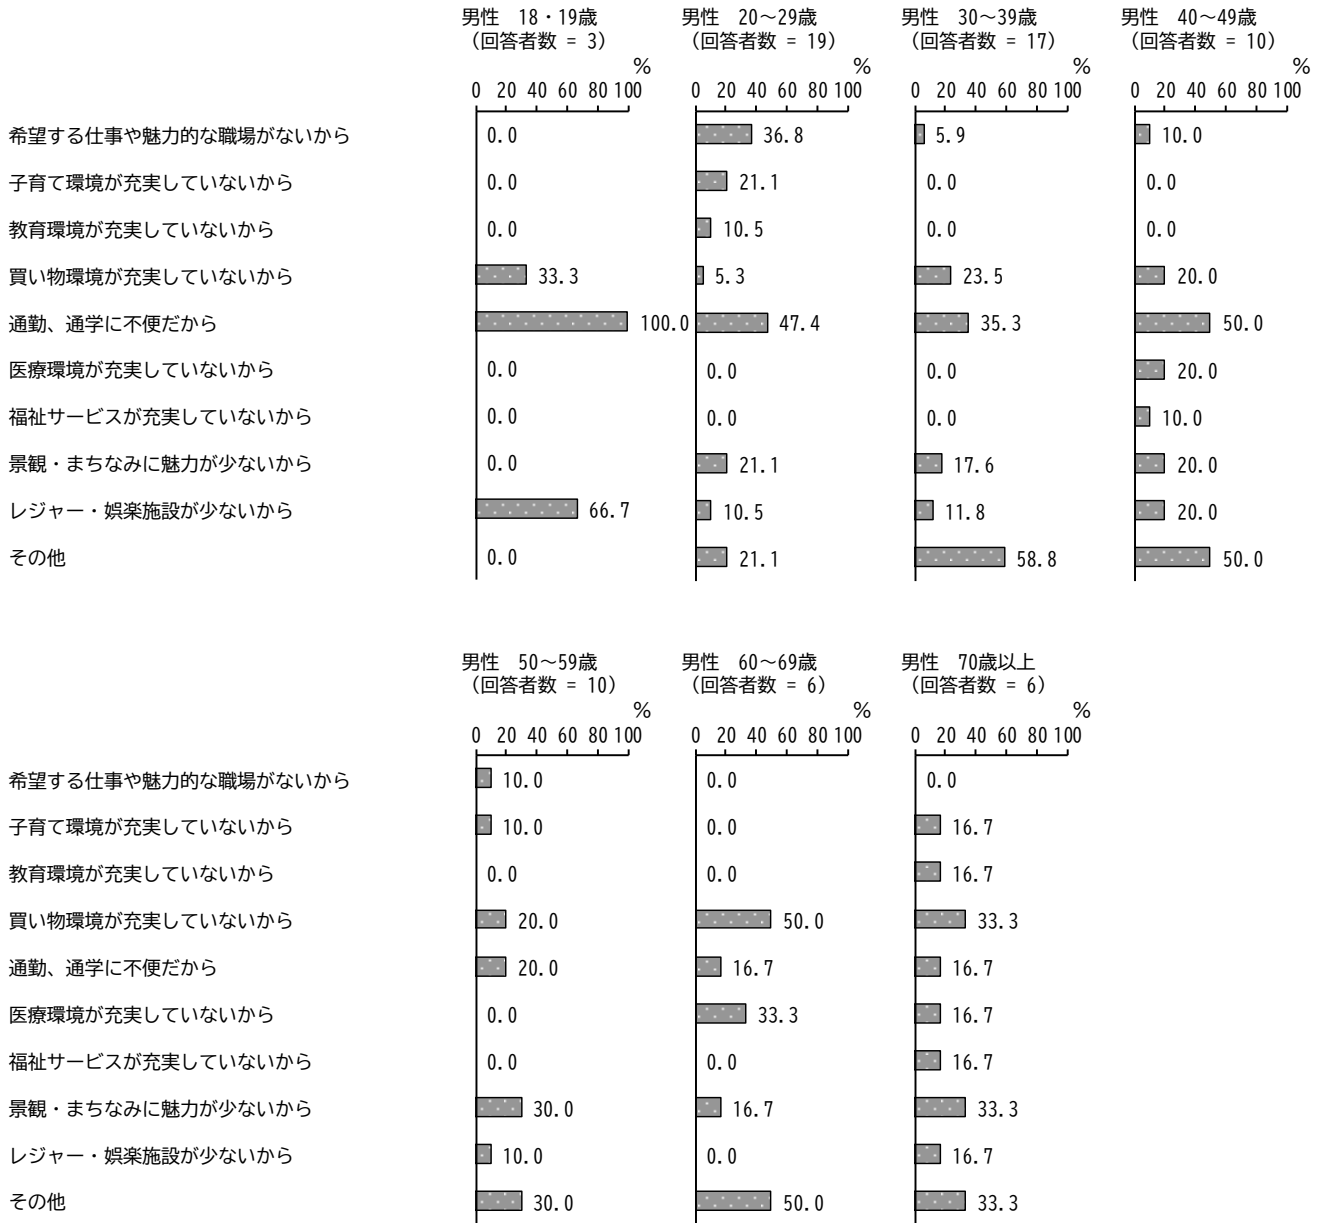 男性　18・19歳　男性　20～29歳　男性　30～39歳　男性　40～49歳
（回答者数 = 3）　（回答者数 = 19）　（回答者数 = 17）　（回答者数 = 10）
%　%　%　%
0 20 40 60 80 100　0 20 40 60 80 100　0 20 40 60 80 100　0 20 40 60 80 100
希望する仕事や魅力的な職場がないから　0.0　36.8　5.9　10.0
子育て環境が充実していないから　0.0　21.1　0.0　0.0
教育環境が充実していないから　0.0　10.5　0.0　0.0
買い物環境が充実していないから　33.3　5.3　23.5　20.0
通勤、通学に不便だから　100.0　47.4　35.3　50.0
医療環境が充実していないから　0.0　0.0　0.0　20.0
福祉サービスが充実していないから　0.0　0.0　0.0　10.0
景観・まちなみに魅力が少ないから　0.0　21.1　17.6　20.0
レジャー・娯楽施設が少ないから　66.7　10.5　11.8　20.0
その他　0.0　21.1　58.8　50.0
男性　50～59歳　男性　60～69歳　男性　70歳以上
（回答者数 = 10）　（回答者数 = 6）　（回答者数 = 6）
%　%　%
0 20 40 60 80 100　0 20 40 60 80 100　0 20 40 60 80 100
希望する仕事や魅力的な職場がないから　10.0　0.0　0.0
子育て環境が充実していないから　10.0　0.0　16.7
教育環境が充実していないから　0.0　0.0　16.7
買い物環境が充実していないから　20.0　50.0　33.3
通勤、通学に不便だから　20.0　16.7　16.7
医療環境が充実していないから　0.0　33.3　16.7
福祉サービスが充実していないから　0.0　0.0　16.7
景観・まちなみに魅力が少ないから　30.0　16.7　33.3
レジャー・娯楽施設が少ないから　10.0　0.0　16.7
その他　30.0　50.0　33.3